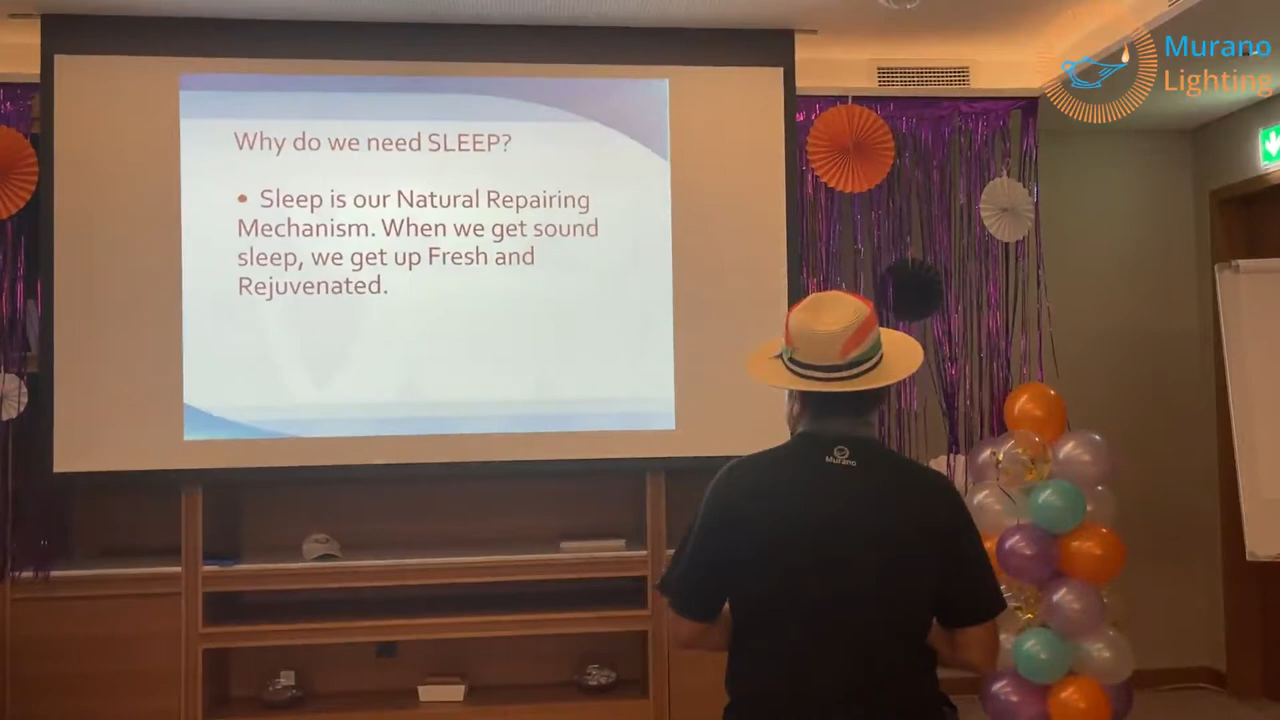 Murano
Lighting
Why do we need SLEEP?
• Sleep is our Natural Repairing
Mechanism. When we get sound
sleep, we get up Fresh and
Rejuvenated.
Murano